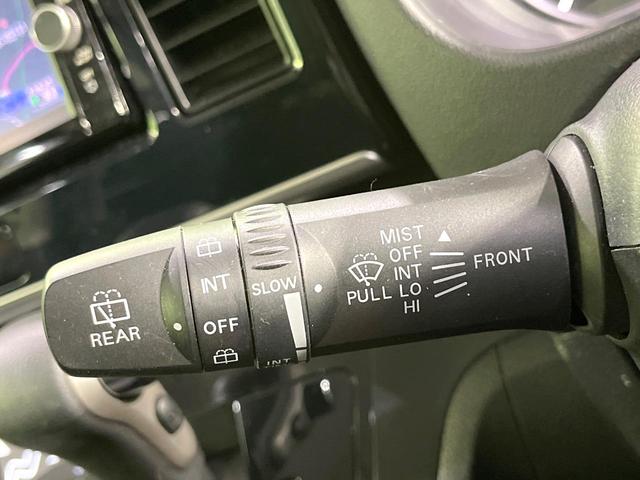 REAR
INT
OFF
SLOW
INT
MIST
OFF
INT
PULL LO
HI
FRONT